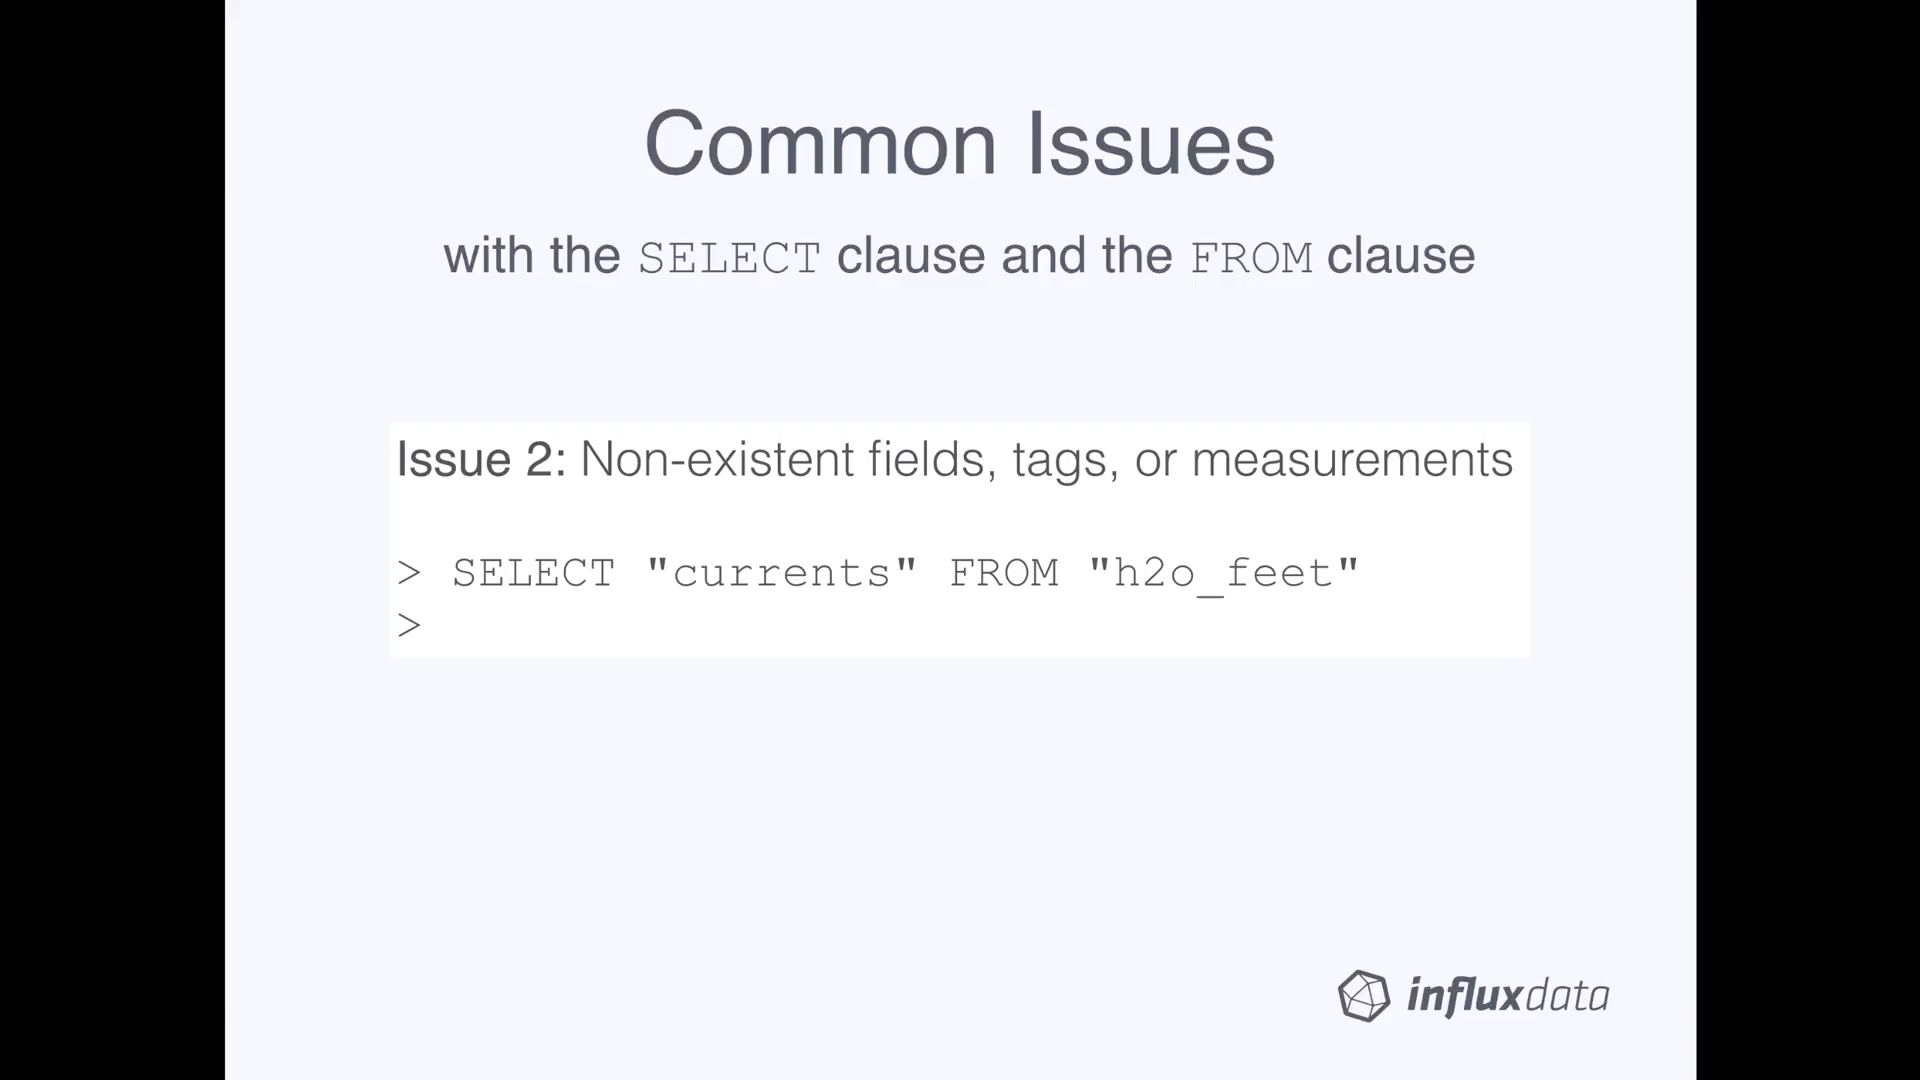 Common Issues
with the SELECT clause and the FROM clause
Issue 2: Non-existent fields, tags, or measurements
> SELECT "currents" FROM "h2o_feet"
>
influxdata